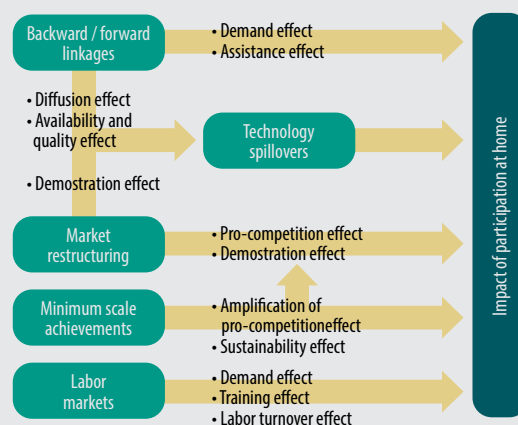 Backward / forward
linkages
• Demand effect
• Assistance effect
• Diffusion effect
• Availability and
quality effect
• Demostration effect
Technology
spillovers
Market
restructuring
• Pro-competition effect
• Demostration effect
Minimum scale
achievements
• Amplification of
pro-competitioneffect
• Sustainability effect
Labor
markets
• Demand effect
• Training effect
• Labor turnover effect
Impact of participation at home